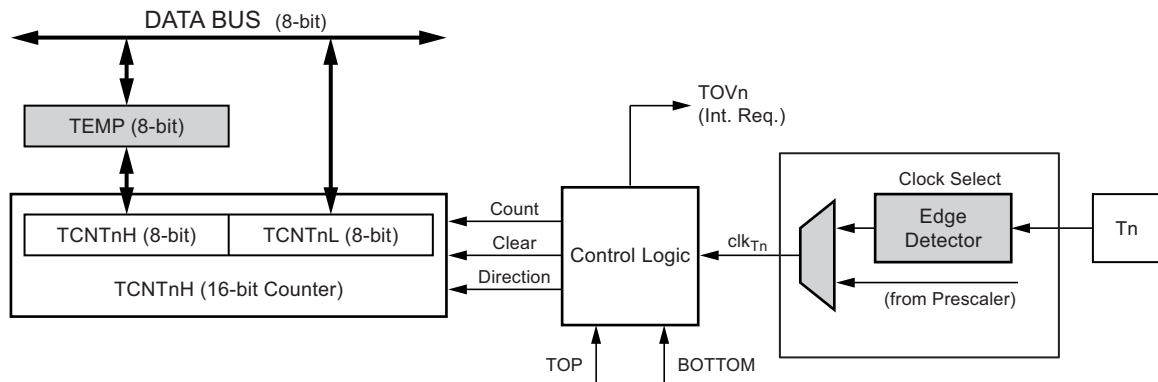 DATA BUS (8-bit)
TEMP (8-bit)
TCNTnH (8-bit)
TCNTnL (8-bit)
TCNTnH (16-bit Counter)
Count
Clear
Direction
TOVn
(Int. Req.)
Control Logic
TOP
BOTTOM
clkTn
Clock Select
Edge
Detector
(from Prescaler)
Tn